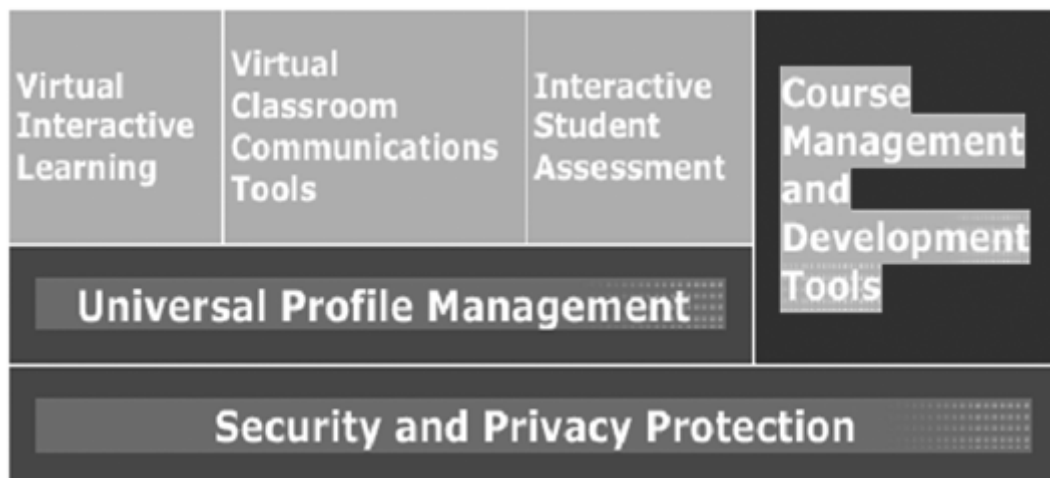 Virtual
Interactive
Learning
Virtual
Classroom
Communications
Tools
Interactive
Student
Assessment
Course
Management
and
Development
Tools
Universal Profile Management
Security and Privacy Protection